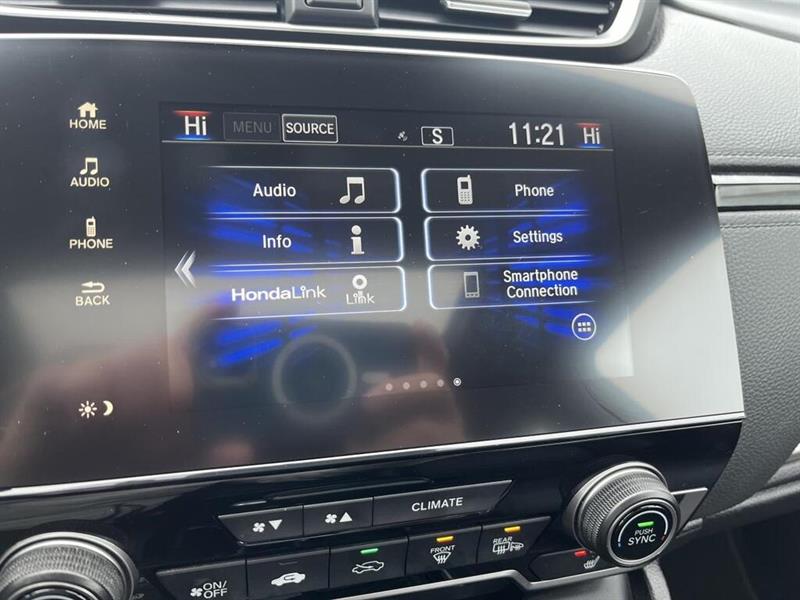 HOME
AUDIO
PHONE
BACK
Hi MENU SOURCE S 11:21 Hi
Audio
Phone
Info
Settings
HondaLink
Link
Smartphone
Connection
CLIMATE
ON/
OFF
FRONT
REAR
PUSH
SYNC